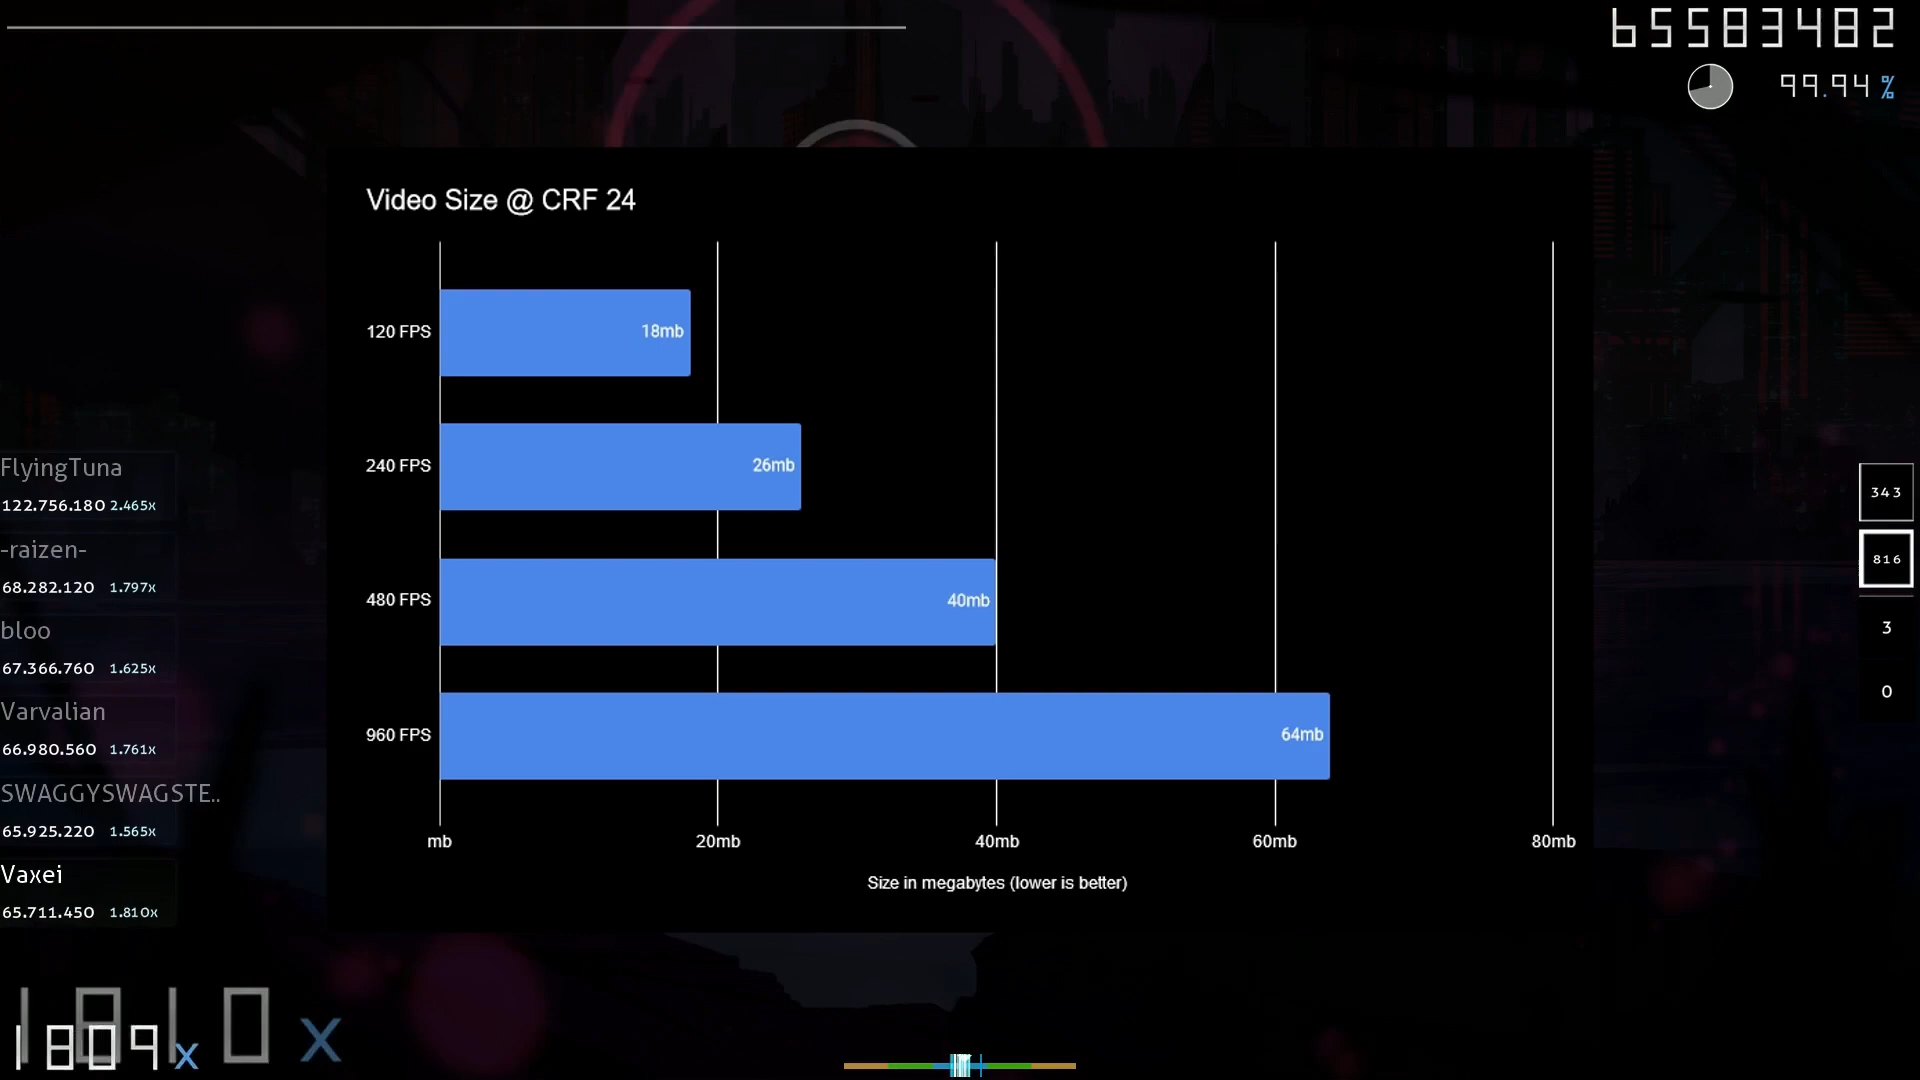 65583482
99.94 %
Video Size @ CRF 24
120 FPS 18mb
240 FPS 26mb
480 FPS 40mb
960 FPS 64mb
mb 20mb 40mb 60mb 80mb
Size in megabytes (lower is better)
FlyingTuna
122.756.180 2.465x
-raizen-
68.282.120 1.797x
bloo
67.366.760 1.625x
Varvalian
66.980.560 1.761x
SWAGGYSWAGSTE..
65.925.220 1.565x
Vaxei
65.711.450 1.810x
343
816
3
0
1810x
1809x